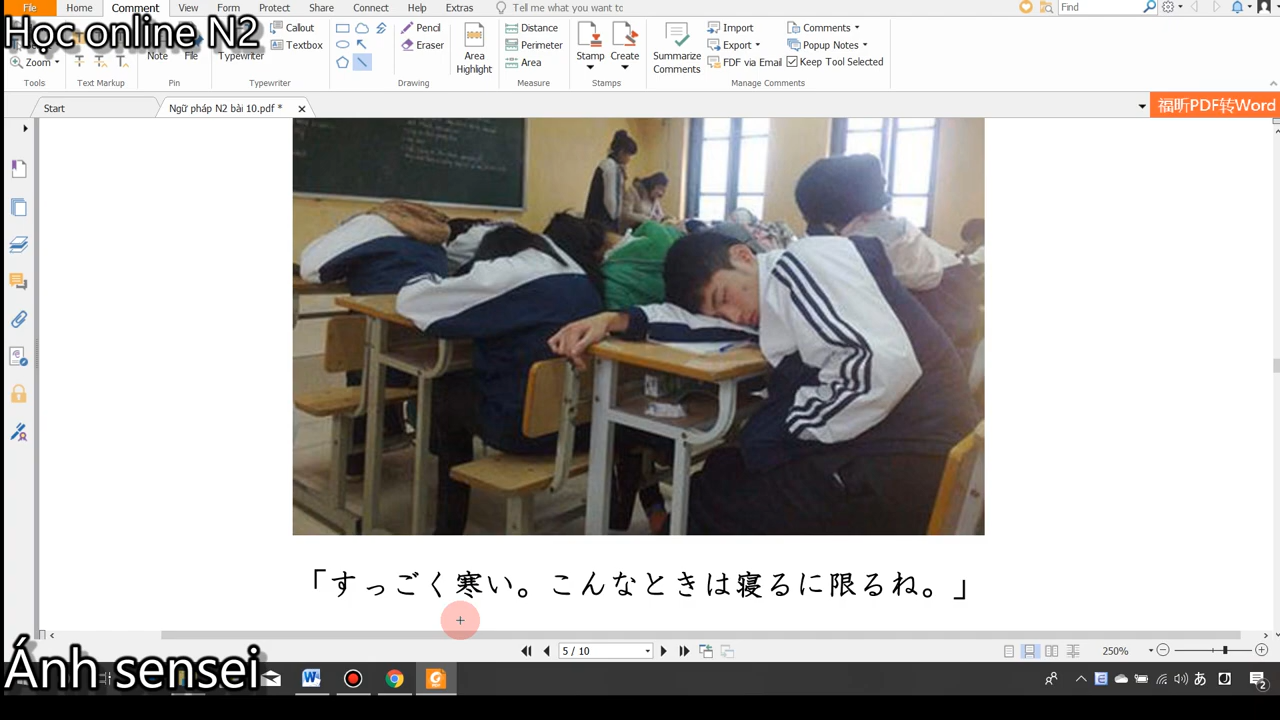 File Comment View Form Protect Share Connect Help Extras Tell me what you want tc Find
Home
Học online N2
Callout
Pencil
Distance
Import
Comments
Textbox
Eraser
Perimeter
Export
Popup Notes
Zoom
Note
File
Typewriter
Area
Highlight
Area
Stamp
Create
Summarize
Comments
FDF via Email
Keep Tool Selected
Tools
Text Markup
Pin
Typewriter
Drawing
Measure
Stamps
Manage Comments
Start
Ngữ pháp N2 bài 10.pdf *
福昕PDF转Word
「すっごく寒い。こんなときは寝るに限るね。」
5 / 10
250%
Ánh sensei
あ
2